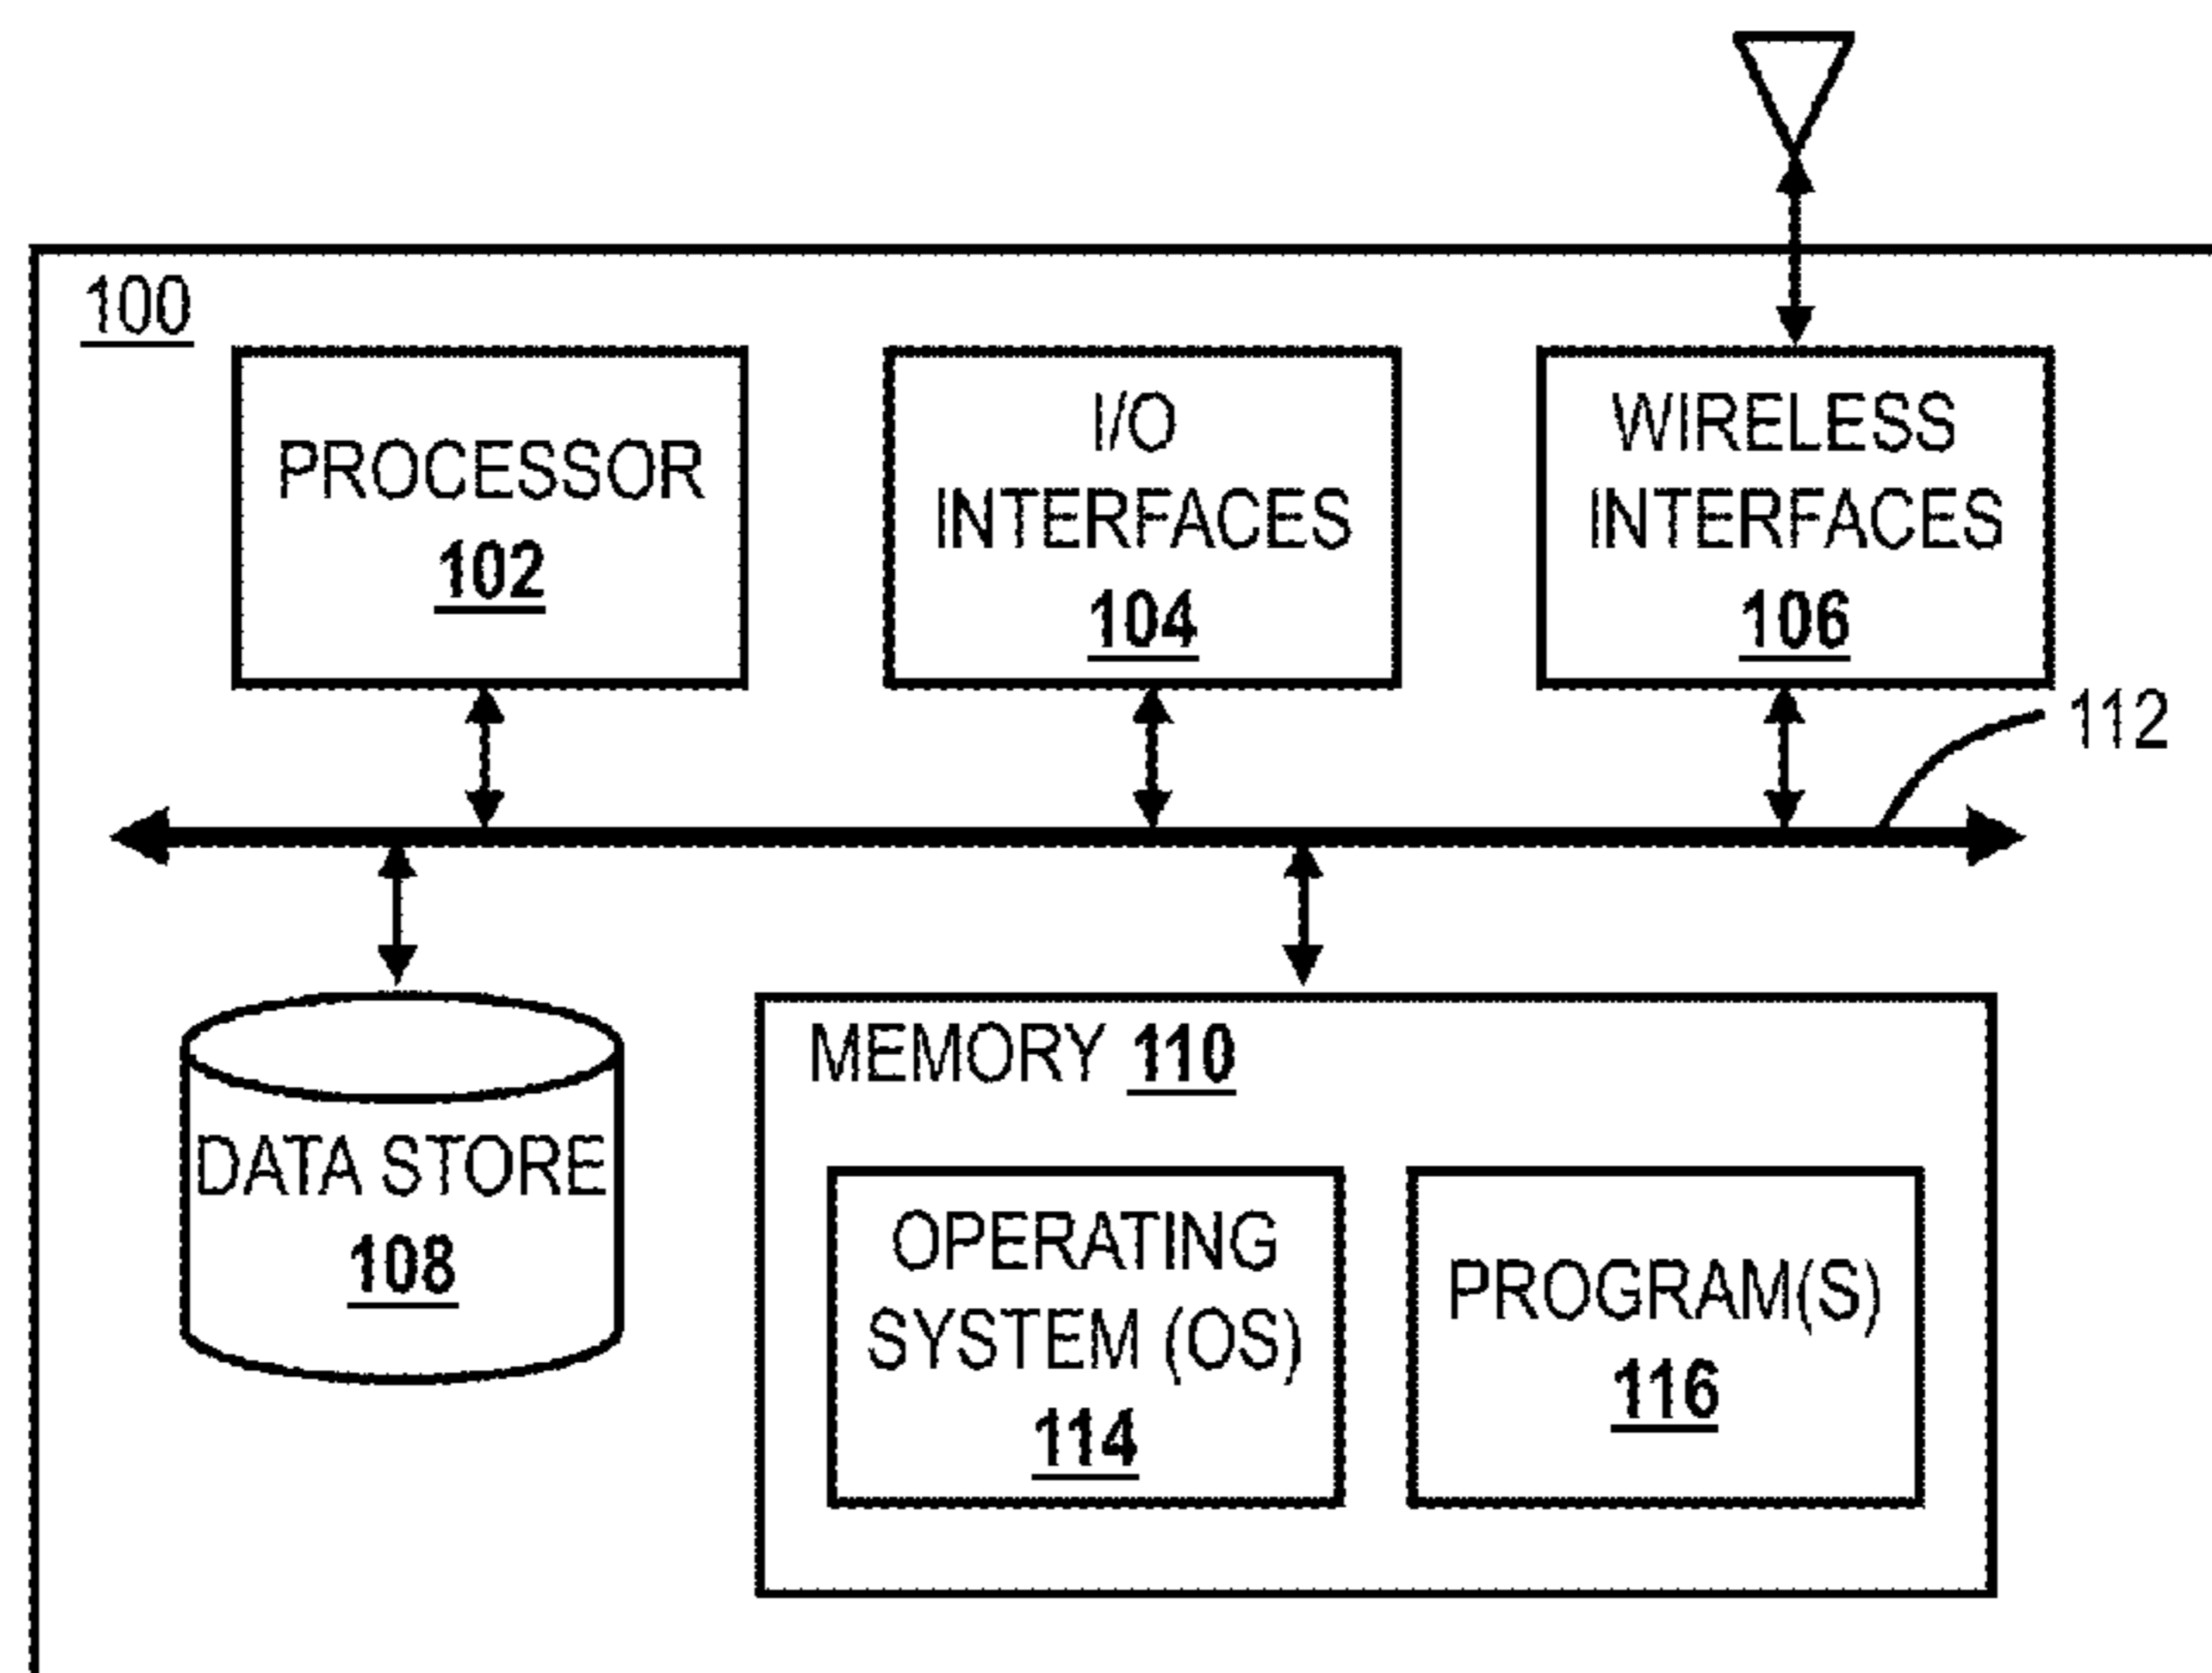 100
PROCESSOR
102
I/O
INTERFACES
104
WIRELESS
INTERFACES
106
112
DATA STORE
108
MEMORY 110
OPERATING
SYSTEM (OS)
114
PROGRAM(S)
116